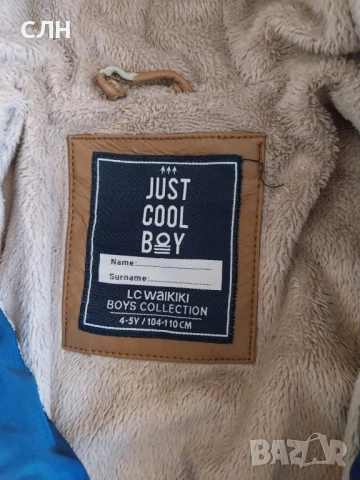 СЛН
JUST
COOL
BOY
Name:
Surname:
LC WAIKIKI
BOYS COLLECTION
4-5Y / 104-110 CM
BAZAR